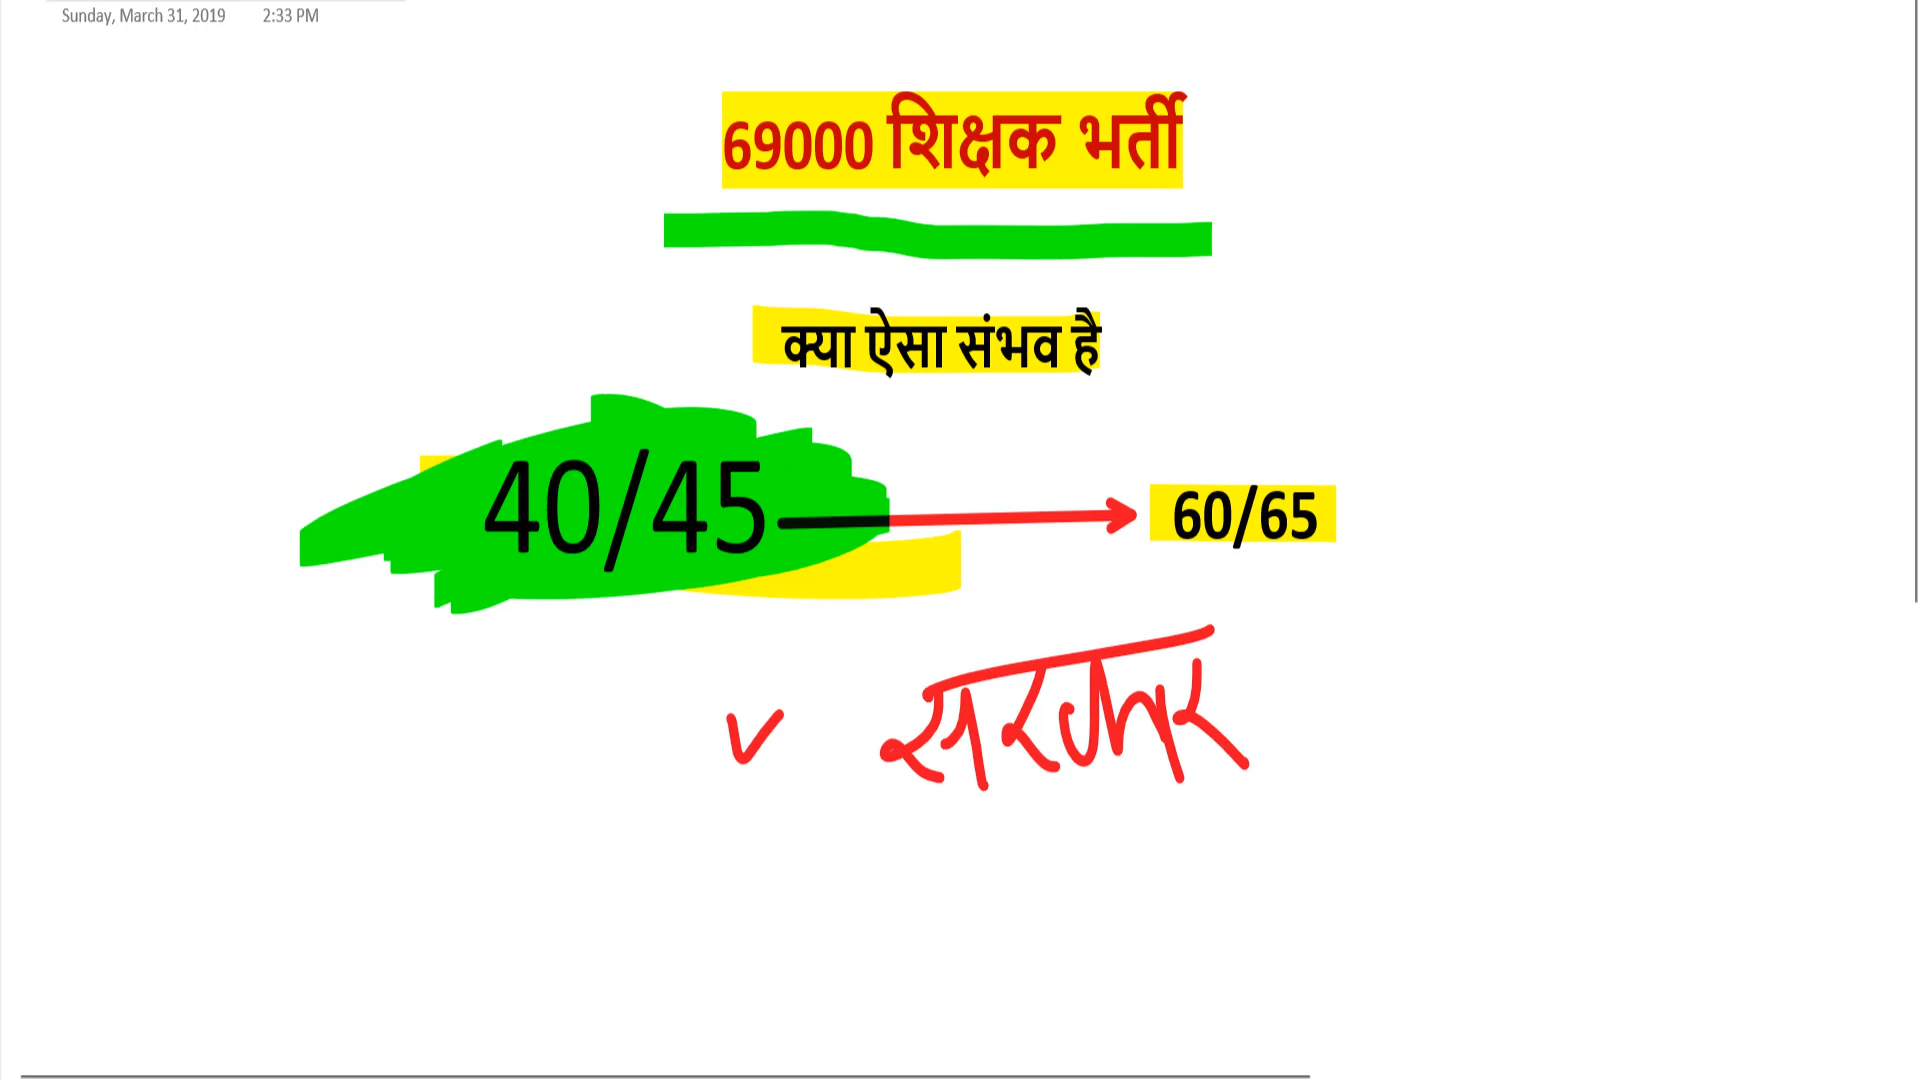 Sunday, March 31, 2019 2:33 PM
69000 शिक्षक भर्ती
क्या ऐसा संभव है
40/45 60/65
सरकार